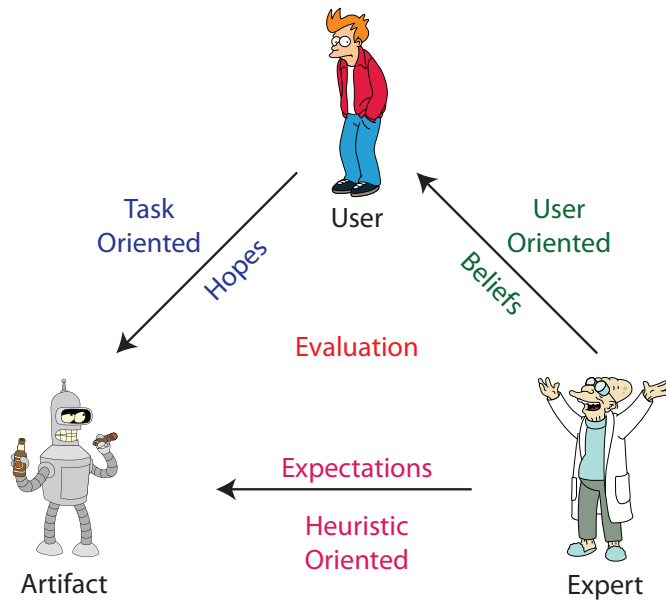 User
Task
Oriented
Hopes
User
Oriented
Beliefs
Evaluation
Expectations
Heuristic
Oriented
Artifact
Expert